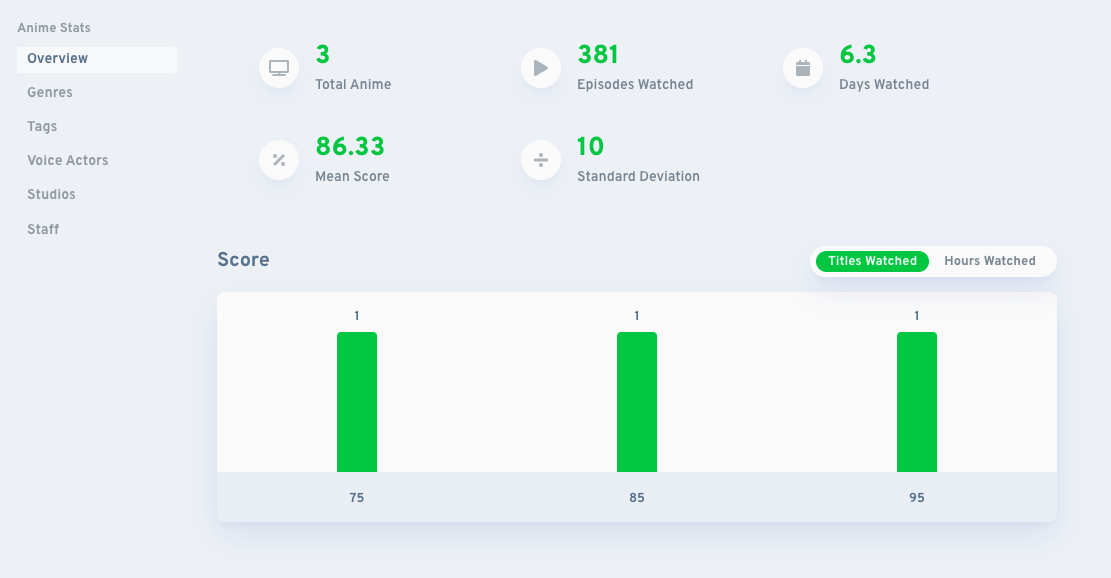 Anime Stats
Overview
Genres
Tags
Voice Actors
Studios
Staff
3
Total Anime
381
Episodes Watched
6.3
Days Watched
86.33
Mean Score
10
Standard Deviation
Score
Titles Watched
Hours Watched
1
1
1
75
85
95